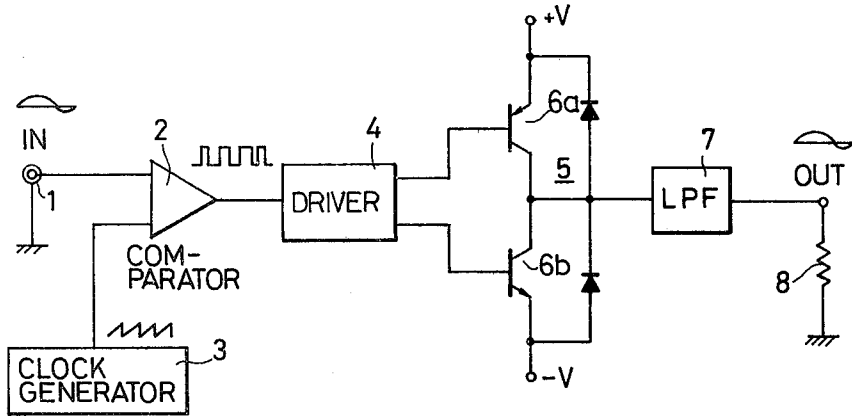 +V
6a
IN
2
4
7
OUT
1
DRIVER
5
LPF
COM-
PARATOR
6b
8
3
CLOCK
GENERATOR
-V